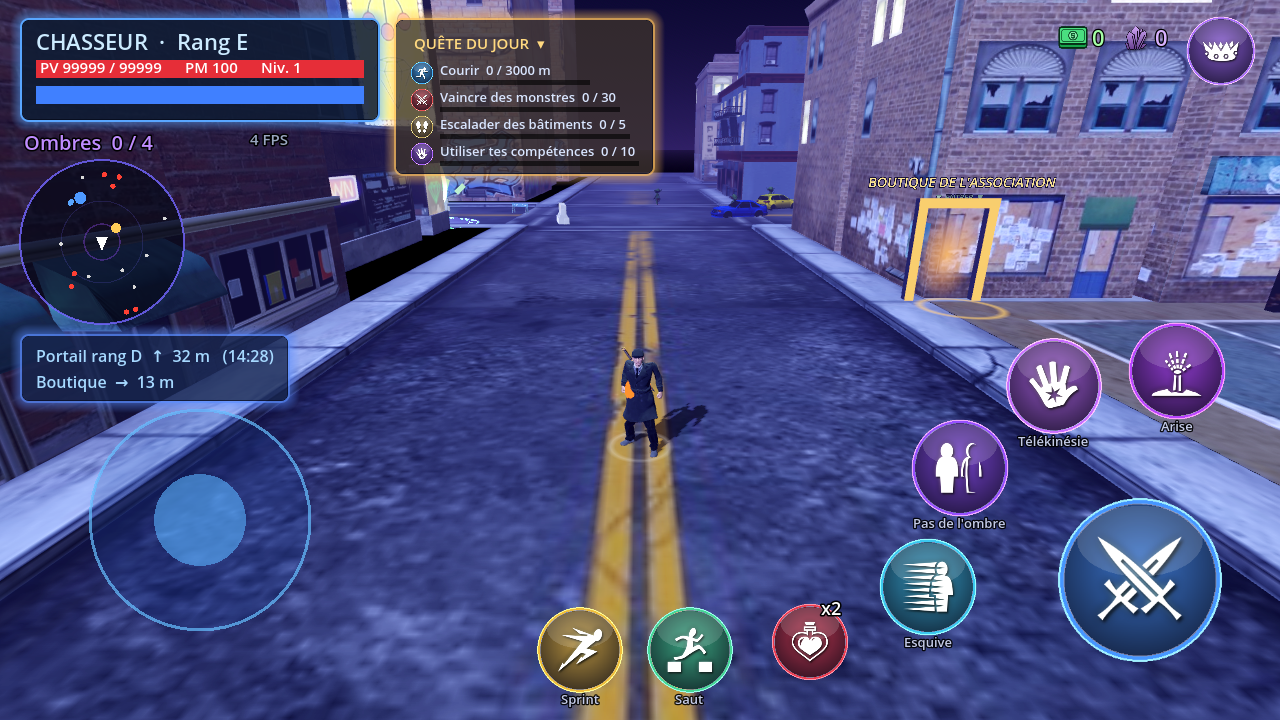 CHASSEUR · Rang E
PV 99999 / 99999 PM 100 Niv. 1
QUÊTE DU JOUR ▼
Courir 0 / 3000 m
Vaincre des monstres 0 / 30
Escalader des bâtiments 0 / 5
Utiliser tes compétences 0 / 10
0 0
Ombres 0 / 4
4 FPS
BOUTIQUE DE L'ASSOCIATION
Portail rang D ↑ 32 m (14:28)
Boutique → 13 m
Télékinésie
Arise
Pas de l'ombre
x2
Esquive
Sprint
Saut